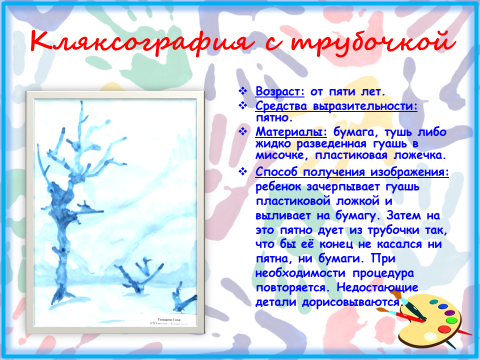 Кляксография с трубочкой
Возраст: от пяти лет.
Средства выразительности:
пятно.
Материалы: бумага, тушь либо
жидко разведенная гуашь в
мисочке, пластиковая ложечка.
Способ получения изображения:
ребенок зачерпывает гуашь
пластиковой ложкой и
выливает на бумагу. Затем на
это пятно дует из трубочки так,
что бы её конец не касался ни
пятна, ни бумаги. При
необходимости процедура
повторяется. Недостающие
детали дорисовываются.